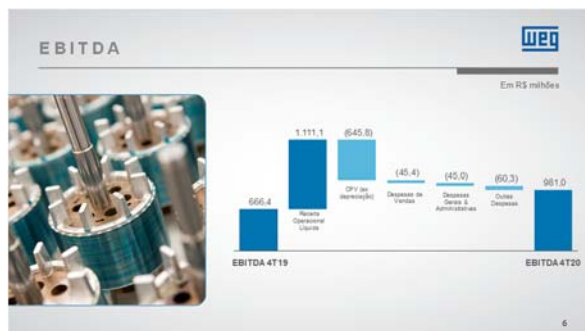 EBITDA
WEG
Em R$ milhões
1.111,1
(645,8)
(45,4)
(45,0)
(60,3)
961,0
666,4
Receita
Operacional
Líquida
CPV (ex
depreciação)
Despesas de
Vendas
Despesas
Gerais &
Administrativas
Outras
Despesas
EBITDA 4T19
EBITDA 4T20
6